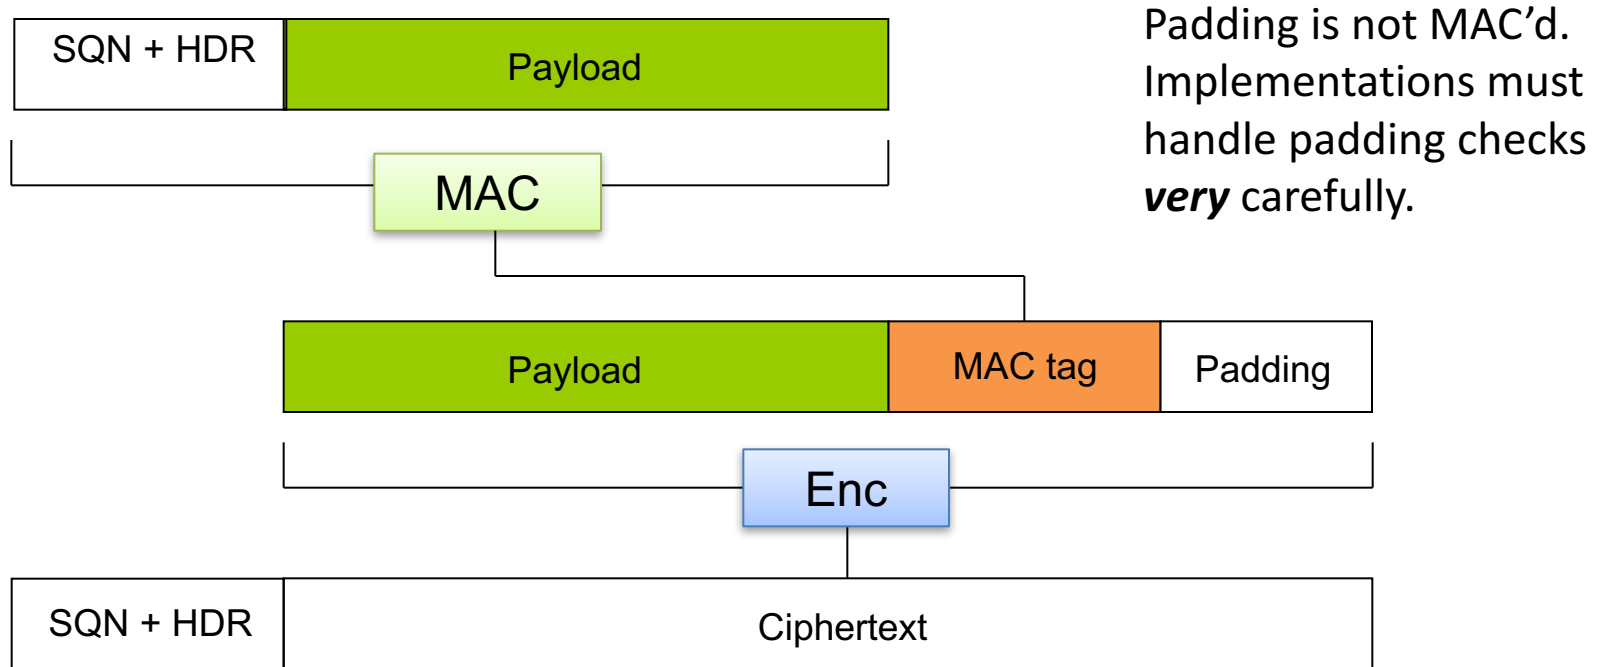 SQN + HDR
Payload
Padding is not MAC’d.
Implementations must
handle padding checks
very carefully.
MAC
Payload
MAC tag
Padding
Enc
SQN + HDR
Ciphertext